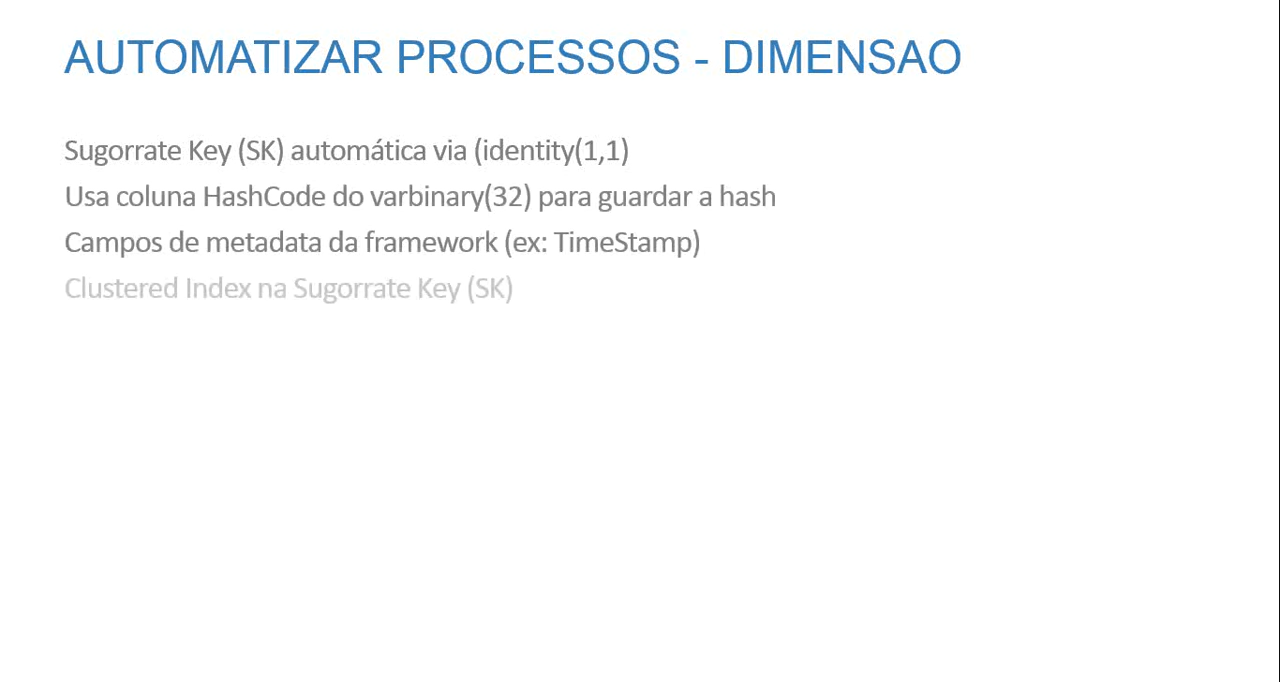 AUTOMATIZAR PROCESSOS - DIMENSAO
Sugorrate Key (SK) automática via (identity(1,1)
Usa coluna HashCode do varbinary(32) para guardar a hash
Campos de metadata da framework (ex: TimeStamp)
Clustered Index na Sugorrate Key (SK)